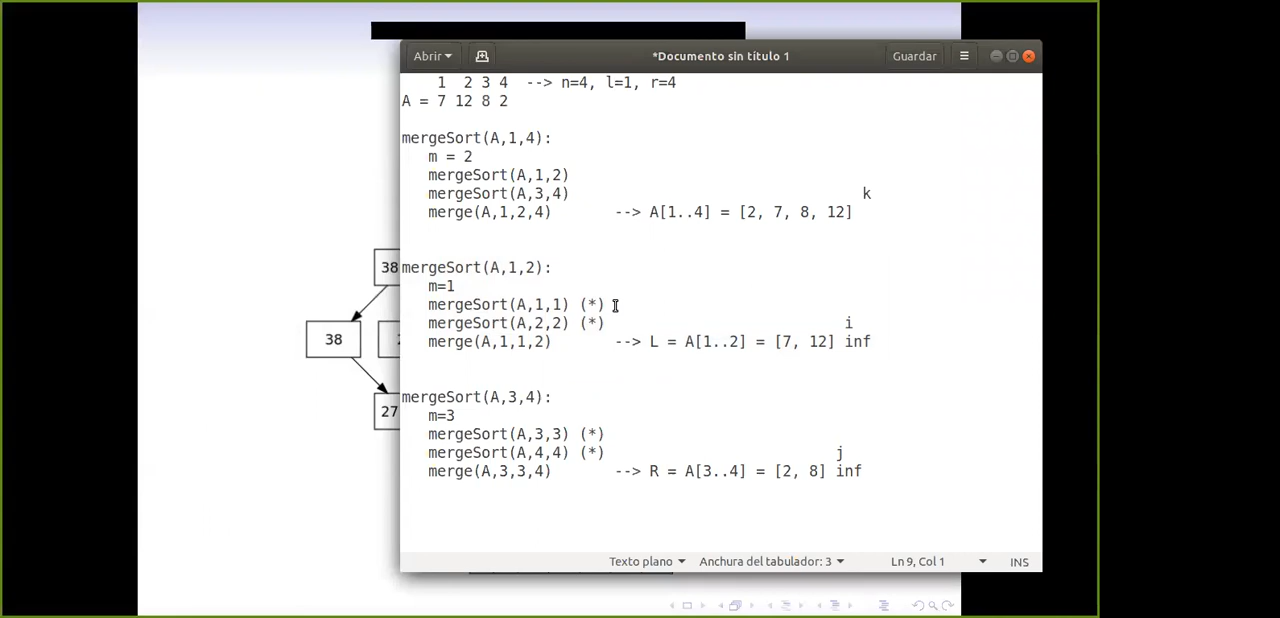 Abrir
*Documento sin título 1
Guardar
1 2 3 4 --> n=4, l=1, r=4
A = 7 12 8 2
mergeSort(A,1,4):
m = 2
mergeSort(A,1,2)
mergeSort(A,3,4) k
merge(A,1,2,4) --> A[1..4] = [2, 7, 8, 12]
mergeSort(A,1,2):
m=1
mergeSort(A,1,1) (*)
mergeSort(A,2,2) (*) i
merge(A,1,1,2) --> L = A[1..2] = [7, 12] inf
mergeSort(A,3,4):
m=3
mergeSort(A,3,3) (*)
mergeSort(A,4,4) (*) j
merge(A,3,3,4) --> R = A[3..4] = [2, 8] inf
Texto plano
Anchura del tabulador: 3
Ln 9, Col 1
INS
38
38
27